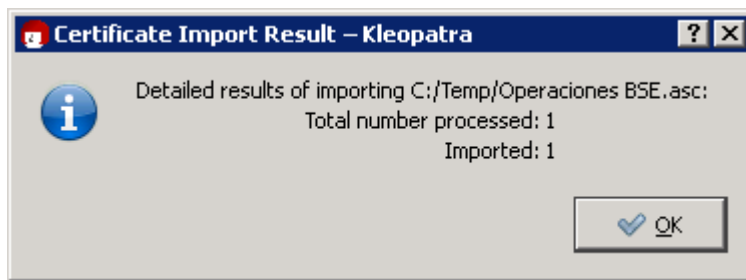 Certificate Import Result – Kleopatra
Detailed results of importing C:/Temp/Operaciones BSE.asc:
Total number processed: 1
Imported: 1
OK